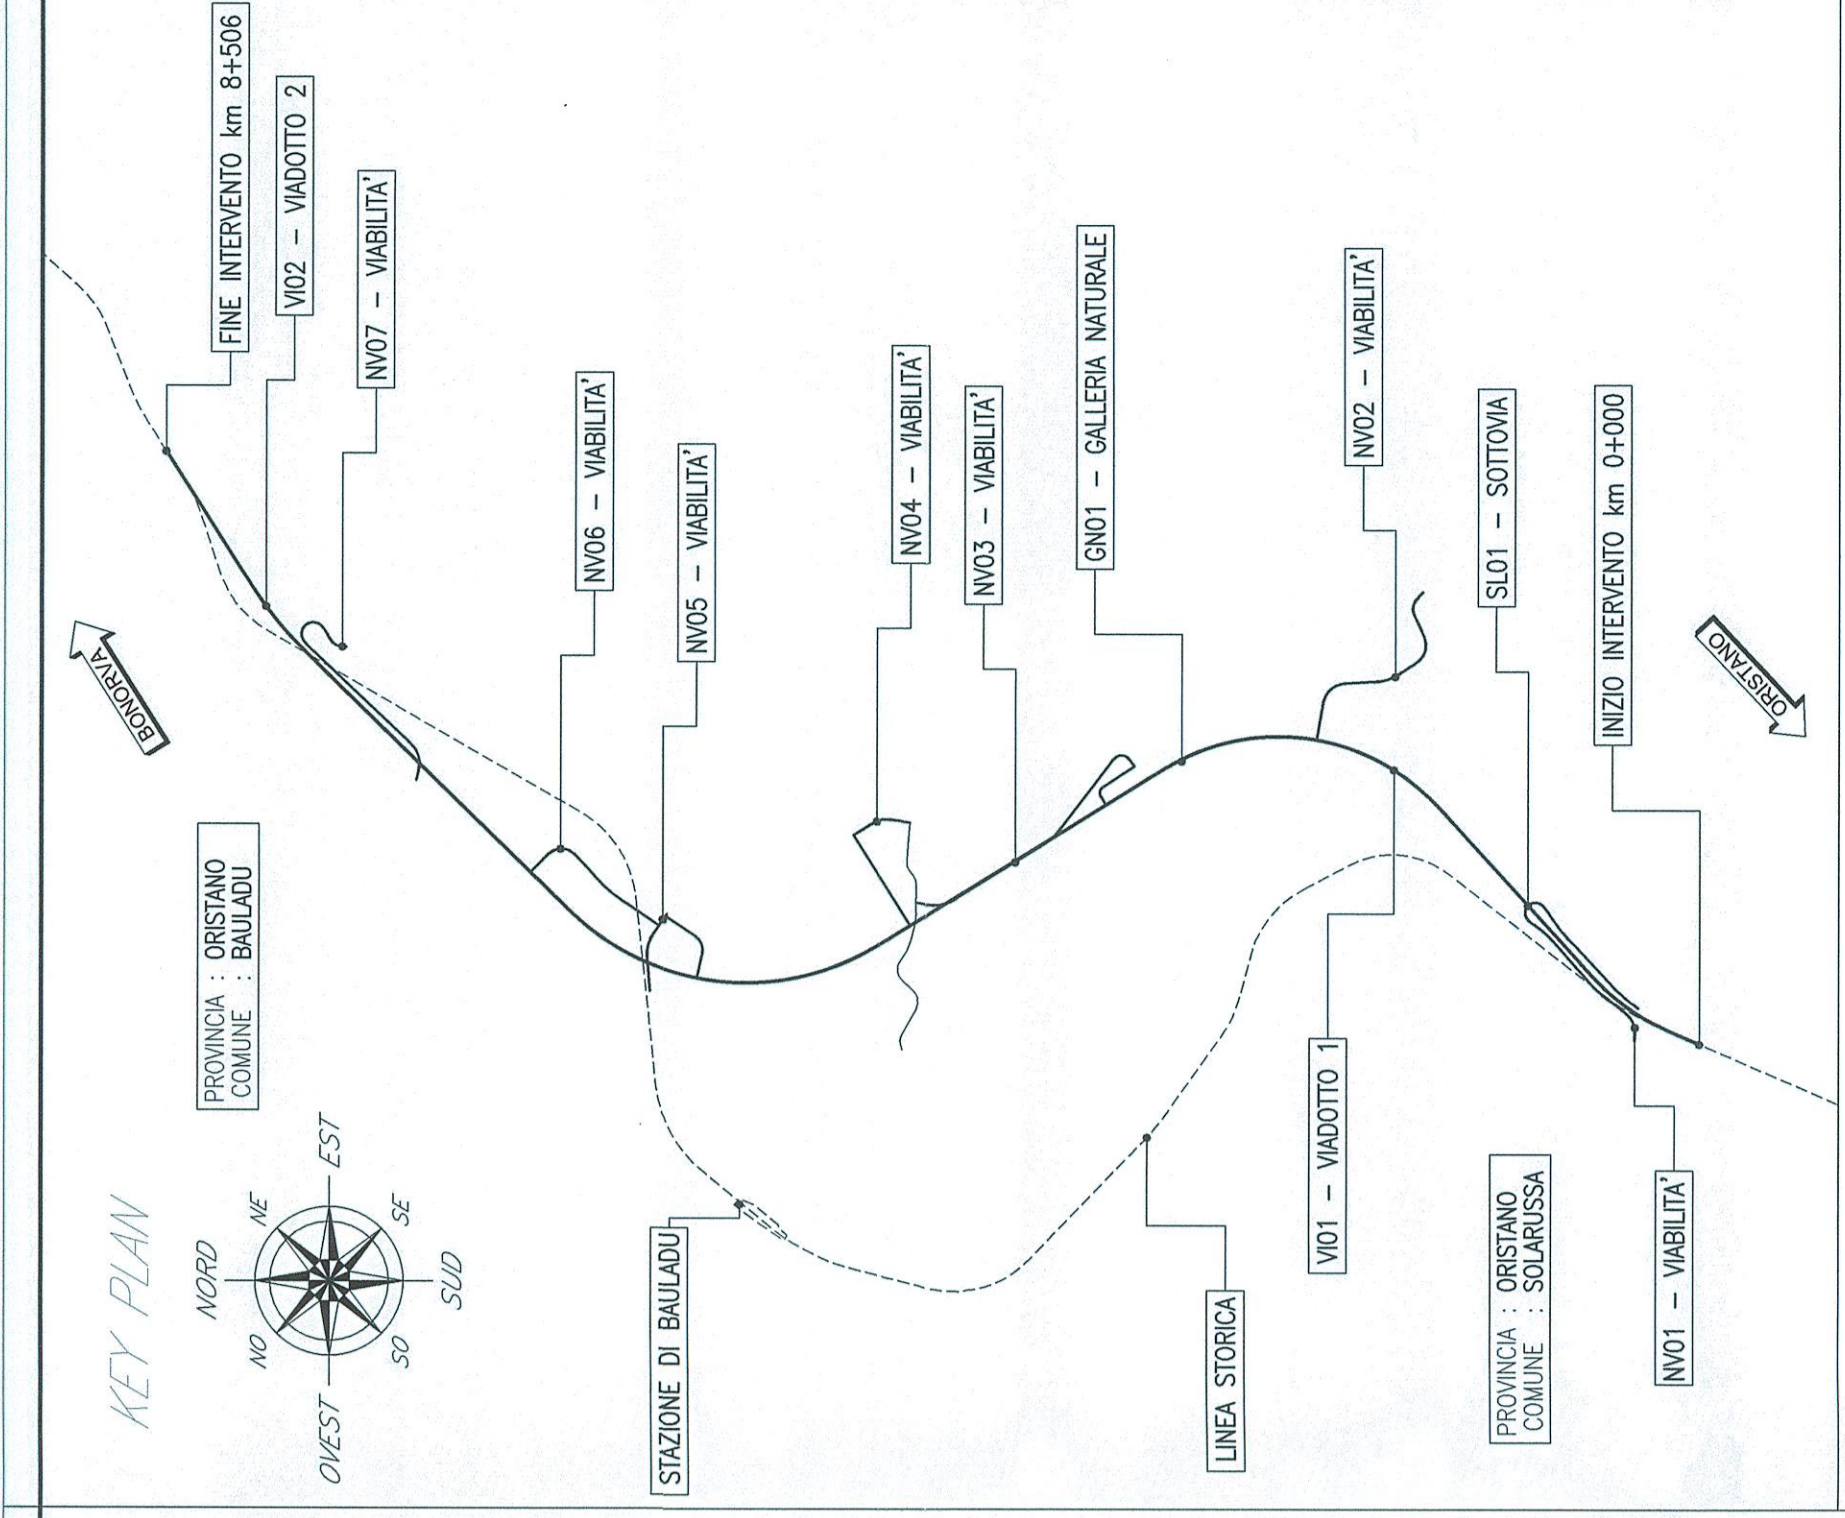 KEY PLAN
NORD
NE
EST
SE
SUD
SO
OVEST
NO
PROVINCIA : ORISTANO
COMUNE : BAULADU
BONORVA
FINE INTERVENTO km 8+506
VI02 – VIADOTTO 2
NV07 – VIABILITA'
NV06 – VIABILITA'
NV05 – VIABILITA'
NV04 – VIABILITA'
NV03 – VIABILITA'
GN01 – GALLERIA NATURALE
NV02 – VIABILITA'
SL01 – SOTTOVIA
INIZIO INTERVENTO km 0+000
ORISTANO
STAZIONE DI BAULADU
LINEA STORICA
VI01 – VIADOTTO 1
PROVINCIA : ORISTANO
COMUNE : SOLARUSSA
NV01 – VIABILITA'